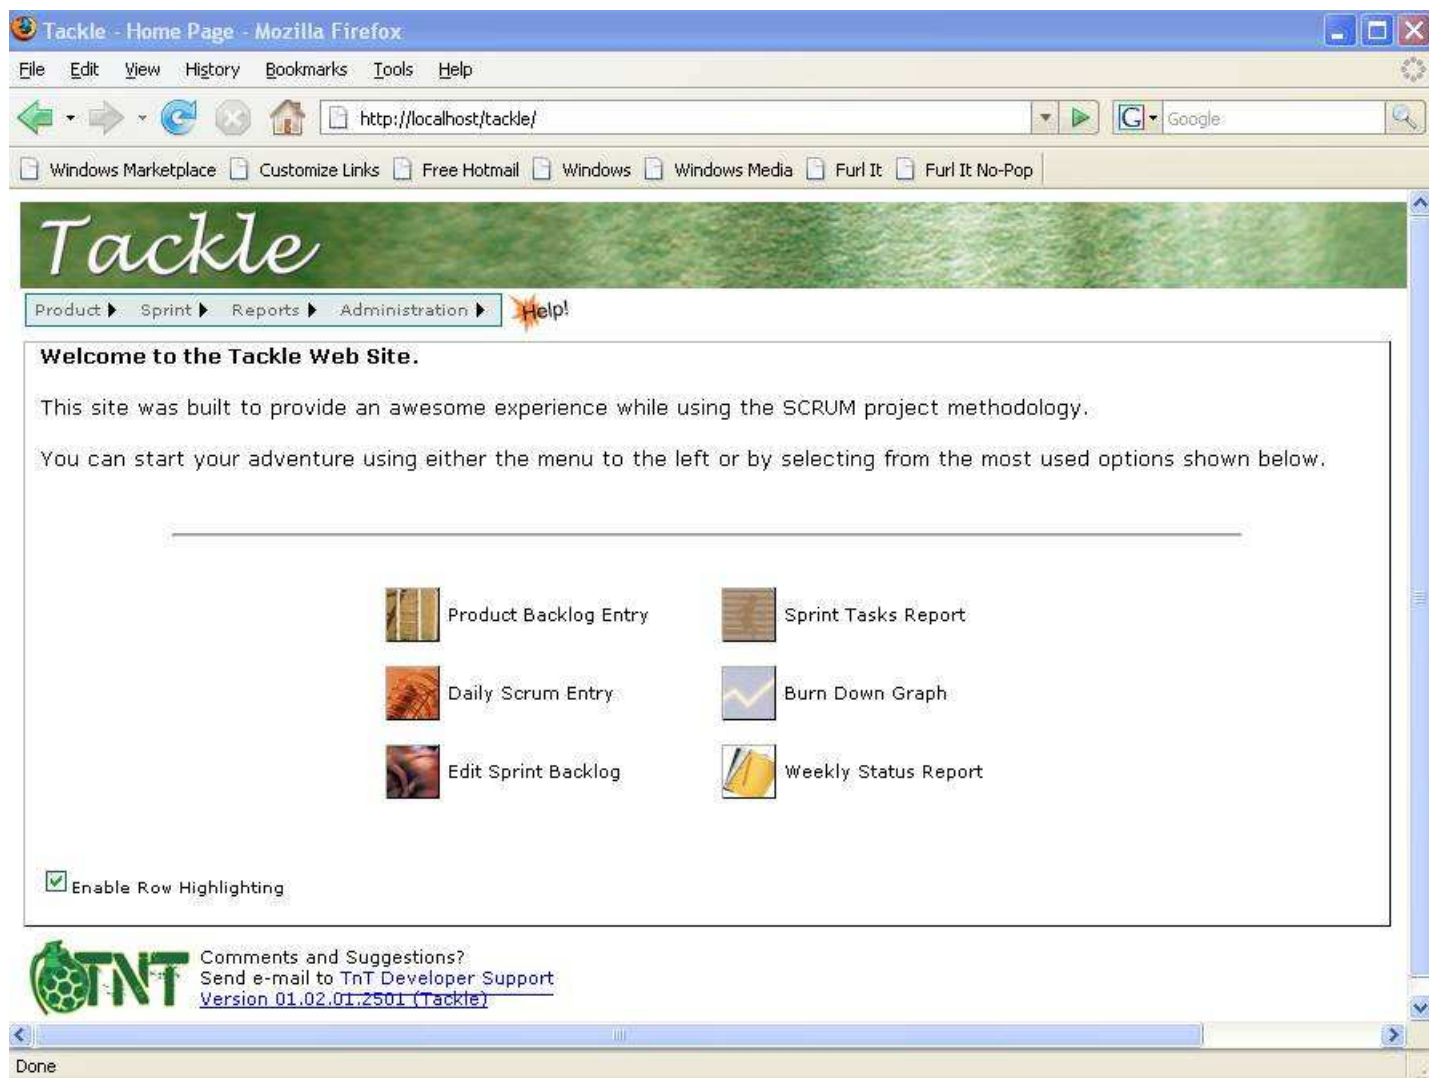 Tackle - Home Page - Mozilla Firefox
File Edit View History Bookmarks Tools Help
http://localhost/tackle/ G Google
Windows Marketplace Customize Links Free Hotmail Windows Windows Media Furl It Furl It No-Pop
Tackle
Product Sprint Reports Administration Help!
Welcome to the Tackle Web Site.
This site was built to provide an awesome experience while using the SCRUM project methodology.
You can start your adventure using either the menu to the left or by selecting from the most used options shown below.
Product Backlog Entry Sprint Tasks Report
Daily Scrum Entry Burn Down Graph
Edit Sprint Backlog Weekly Status Report
Enable Row Highlighting
TNT
Comments and Suggestions?
Send e-mail to TnT Developer Support
Version 01.02.01.2501 (Tackle)
Done